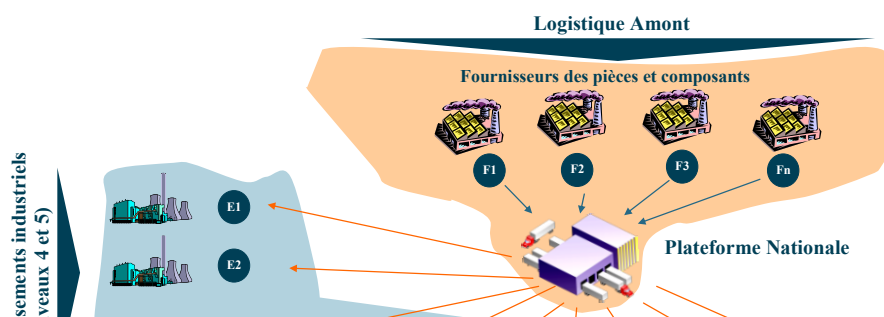 Logistique Amont
Fournisseurs des pièces et composants
F1
F2
F3
Fn
E1
E2
Plateforme Nationale
sements industriels
veaux 4 et 5)